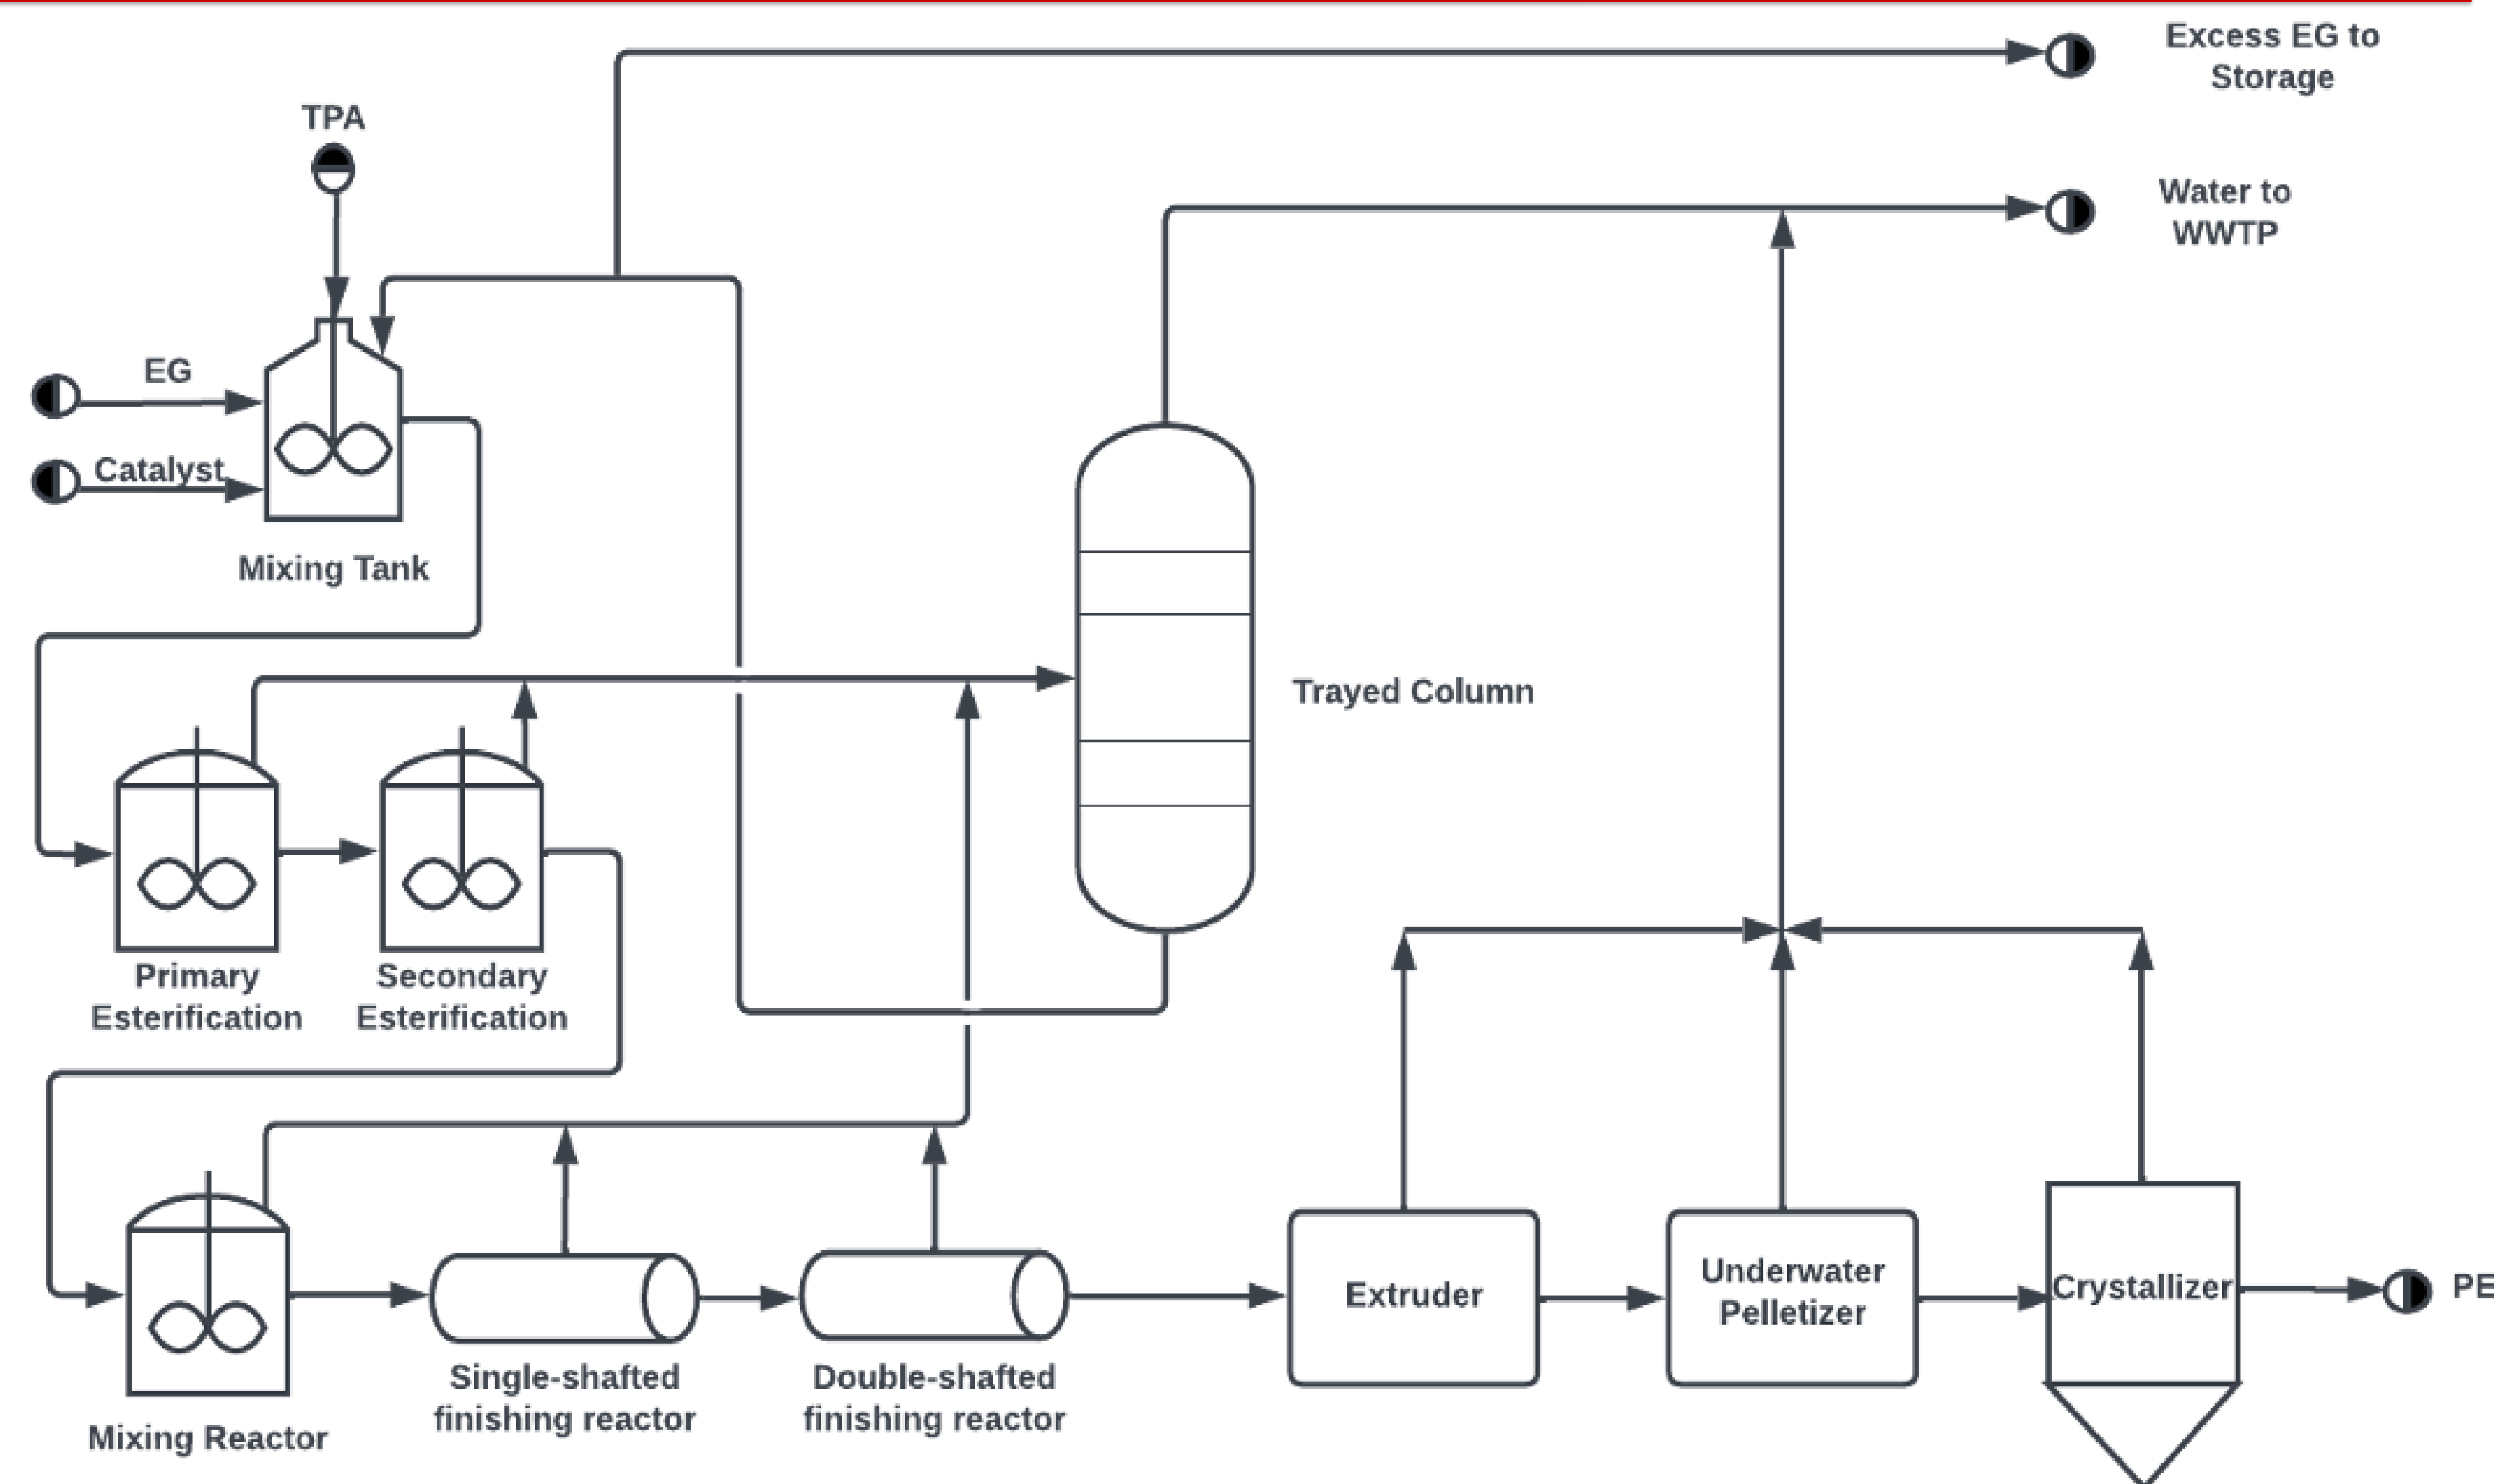 Excess EG to
Storage
TPA
Water to
WWTP
EG
Catalyst
Mixing Tank
Trayed Column
Primary
Esterification
Secondary
Esterification
Extruder
Underwater
Pelletizer
Crystallizer
PE
Single-shafted
finishing reactor
Double-shafted
finishing reactor
Mixing Reactor